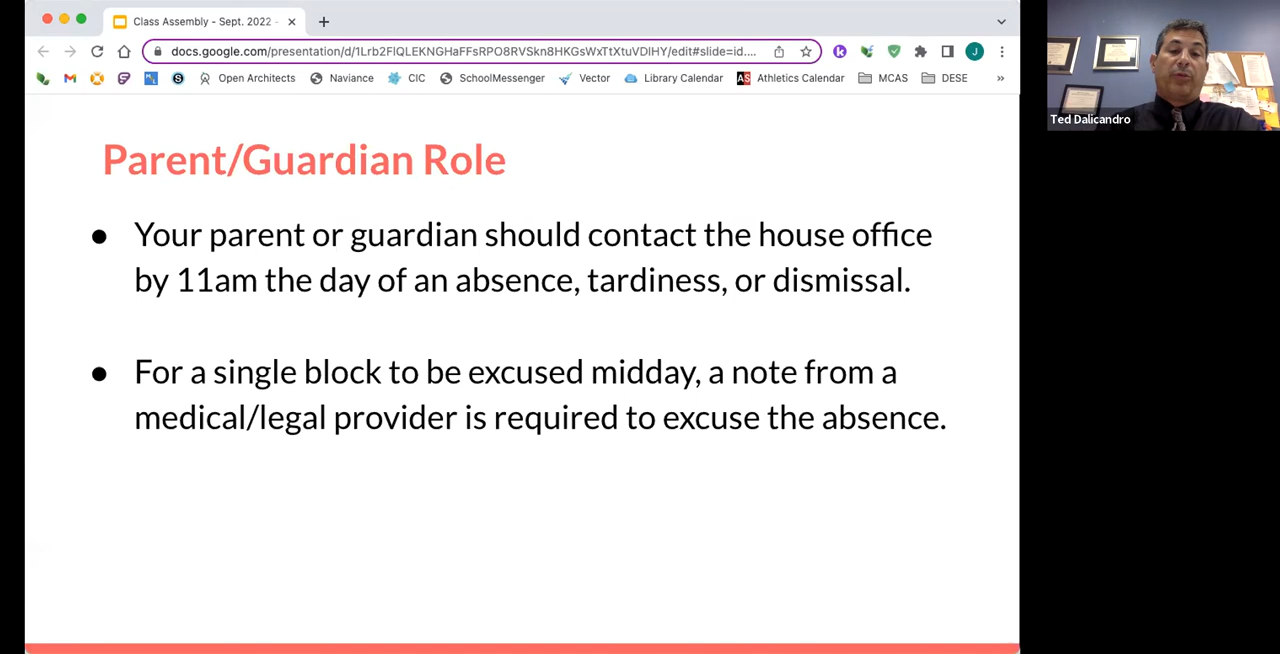 Class Assembly - Sept. 2022 -
docs.google.com/presentation/d/1Lrb2FlQLEKNGHaFFsRPO8RVSkn8HKGsWxTtXtuVDlHY/edit#slide=id....
J
S
Open Architects
Naviance
CIC
SchoolMessenger
Vector
Library Calendar
AS
Athletics Calendar
MCAS
DESE
»
Ted Dalicandro
Parent/Guardian Role
● Your parent or guardian should contact the house office
by 11am the day of an absence, tardiness, or dismissal.
● For a single block to be excused midday, a note from a
medical/legal provider is required to excuse the absence.